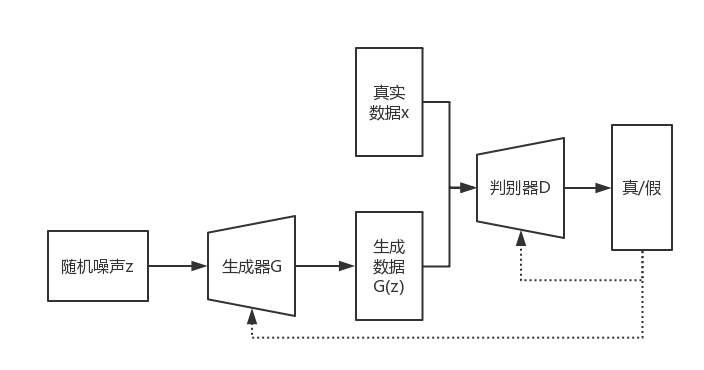 真实
数据x
判别器D
真/假
随机噪声z
生成器G
生成
数据
G(z)